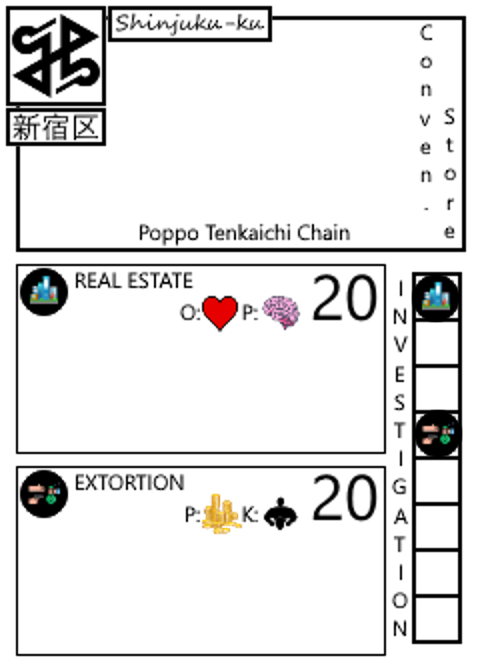 Shinjuku-ku
新宿区
Conven.
Store
Poppo Tenkaichi Chain
REAL ESTATE
O: P: 20
EXTORTION
P: K: 20
INVESTIGATION